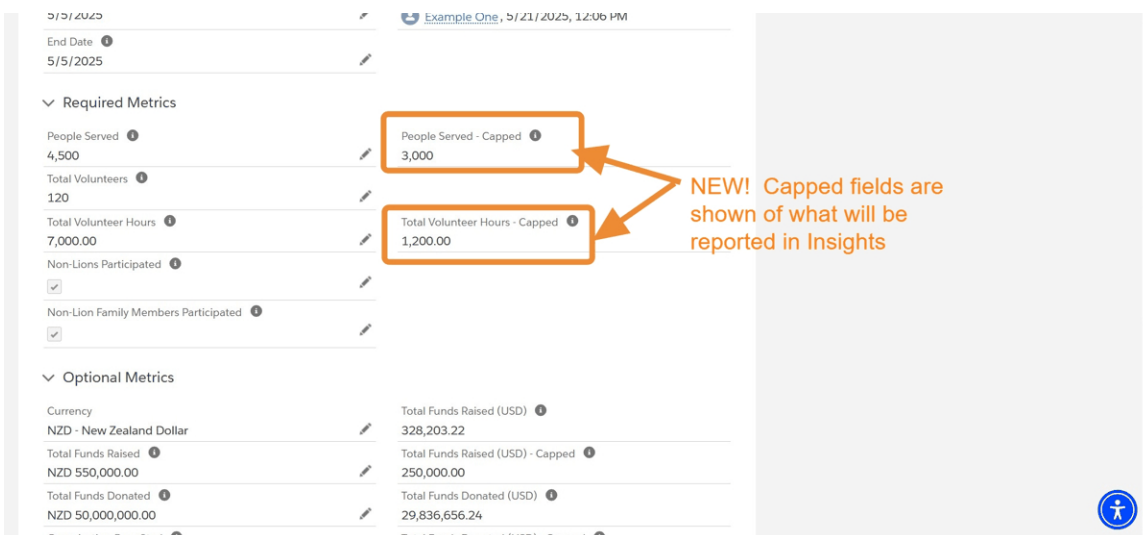 5/5/2025
Example One, 5/21/2025, 12:06 PM
End Date
5/5/2025
Required Metrics
People Served
4,500
People Served - Capped
3,000
Total Volunteers
120
Total Volunteer Hours
7,000.00
Total Volunteer Hours - Capped
1,200.00
NEW! Capped fields are
shown of what will be
reported in Insights
Non-Lions Participated
Non-Lion Family Members Participated
Optional Metrics
Currency
NZD - New Zealand Dollar
Total Funds Raised (USD)
328,203.22
Total Funds Raised
NZD 550,000.00
Total Funds Raised (USD) - Capped
250,000.00
Total Funds Donated
NZD 50,000,000.00
Total Funds Donated (USD)
29,836,656.24